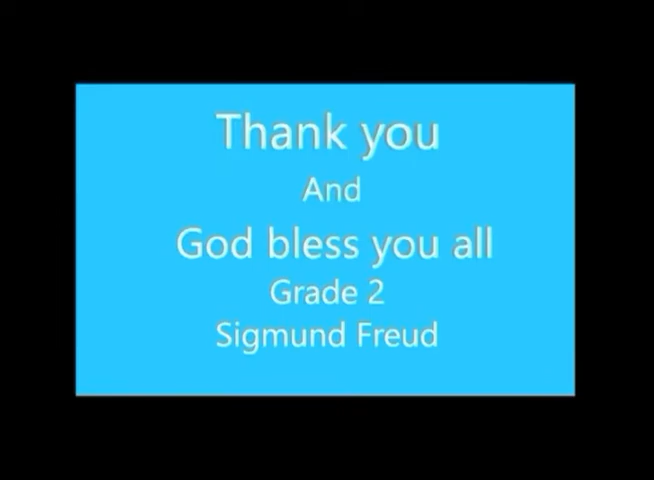 Thank you
And
God bless you all
Grade 2
Sigmund Freud